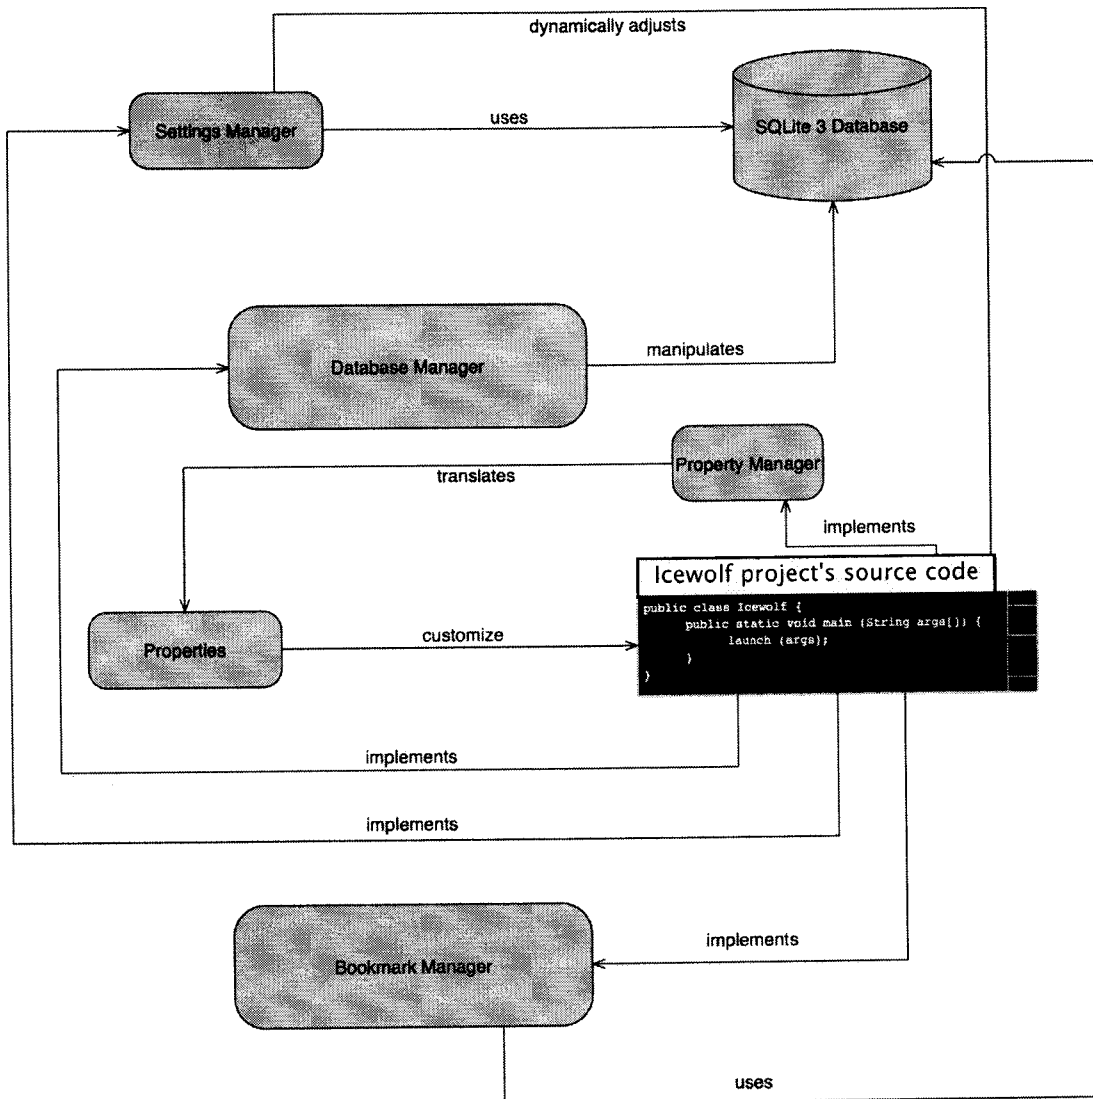 dynamically adjusts
Settings Manager
uses
SQLite 3 Database
Database Manager
manipulates
Property Manager
translates
implements
Icewolf project's source code
public class Icewolf {
public static void main (String args[]) {
launch (args);
}
}
Properties
customize
implements
implements
Bookmark Manager
implements
uses